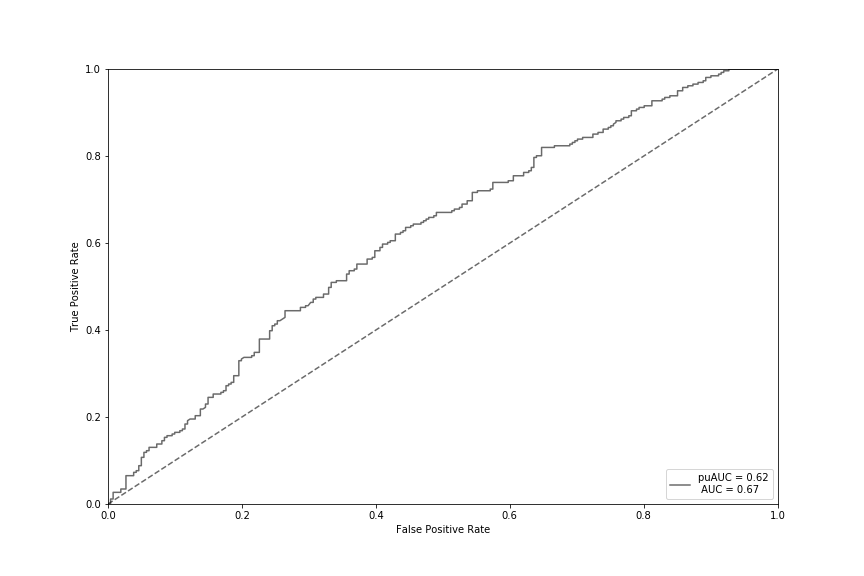 1.0
0.8
0.6
0.4
0.2
0.0
True Positive Rate
0.0 0.2 0.4 0.6 0.8 1.0
False Positive Rate
puAUC = 0.62
AUC = 0.67